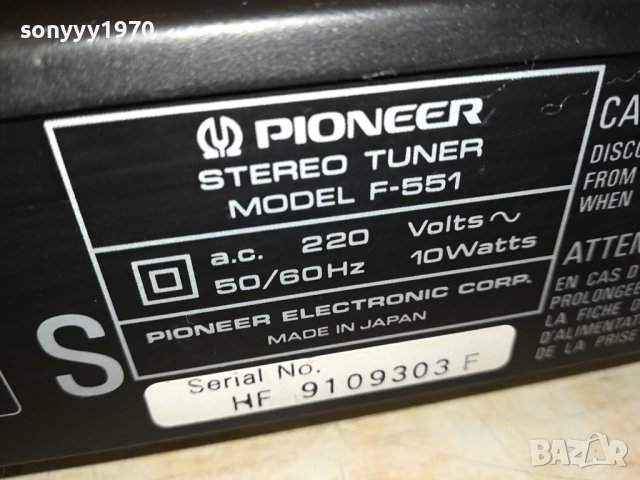 sonyyy1970
PIONEER
STEREO TUNER
MODEL F-551
a.c. 220 Volts ~
50/60Hz 10Watts
PIONEER ELECTRONIC CORP.
MADE IN JAPAN
S
Serial No.
HF 9109303 F
CA
DISCO
FROM
WHEN
ATTEN
EN CAS D
PROLONGEE
LA FICHE
D'ALIMENTAT
DE LA PRISE
BAZAR